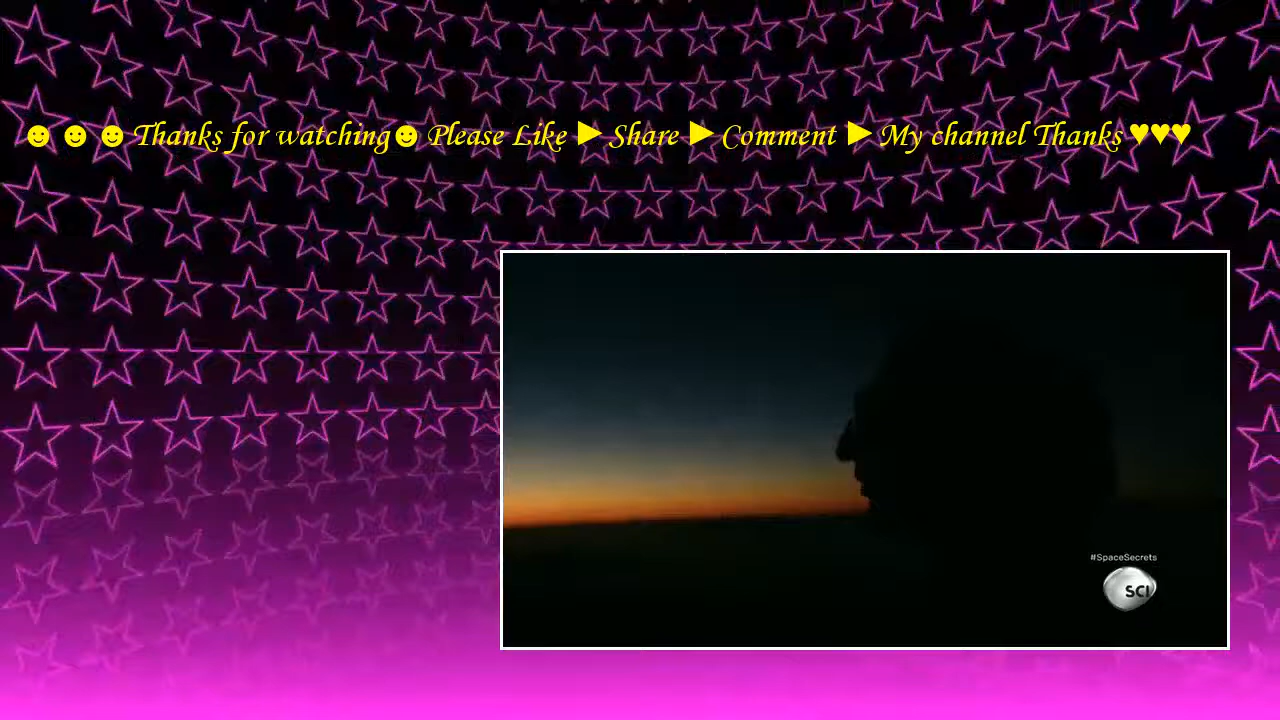 ☻ ☻ ☻ Thanks for watching☻ Please Like ► Share ► Comment ► My channel Thanks ♥♥♥
#SpaceSecrets
SCI